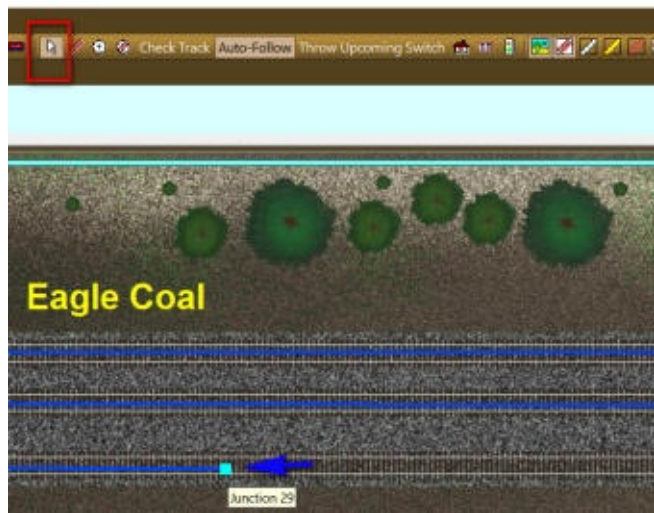 Check Track Auto-Follow Throw Upcoming Switch
Eagle Coal
Junction 29